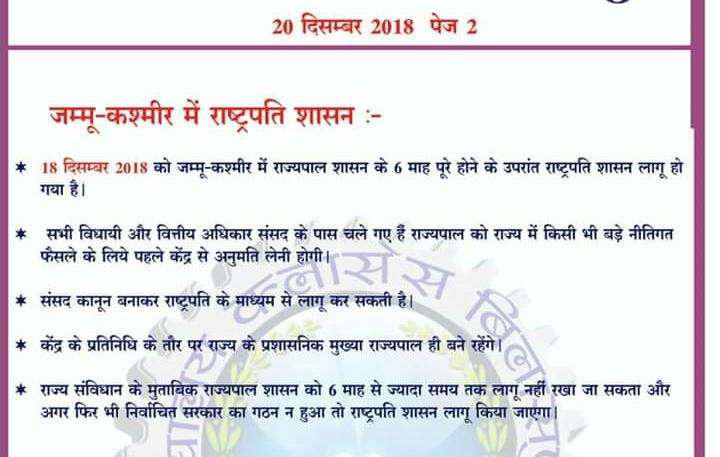 20 दिसम्बर 2018 पेज 2
जम्मू-कश्मीर में राष्ट्रपति शासन :-
* 18 दिसम्बर 2018 को जम्मू-कश्मीर में राज्यपाल शासन के 6 माह पूरे होने के उपरांत राष्ट्रपति शासन लागू हो
गया है।
* सभी विधायी और वित्तीय अधिकार संसद के पास चले गए हैं राज्यपाल को राज्य में किसी भी बड़े नीतिगत
फैसले के लिये पहले केंद्र से अनुमति लेनी होगी।
* संसद कानून बनाकर राष्ट्रपति के माध्यम से लागू कर सकती है।
* केंद्र के प्रतिनिधि के तौर पर राज्य के प्रशासनिक मुख्या राज्यपाल ही बने रहेंगे।
* राज्य संविधान के मुताबिक राज्यपाल शासन को 6 माह से ज्यादा समय तक लागू नहीं रखा जा सकता और
अगर फिर भी निर्वाचित सरकार का गठन न हुआ तो राष्ट्रपति शासन लागू किया जाएगा।
क्लासेस